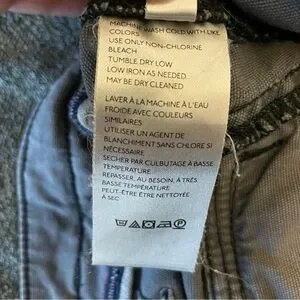 MACHINE WASH COLD WITH LIKE
COLORS
USE ONLY NON-CHLORINE
BLEACH
TUMBLE DRY LOW
LOW IRON AS NEEDED
MAY BE DRY CLEANED
LAVER À LA MACHINE À L'EAU
FROIDE AVEC COULEURS
SIMILAIRES
UTILISER UN AGENT DE
BLANCHIMENT SANS CHLORE SI
NÉCESSAIRE
SECHER PAR CULBUTAGE À BASSE
TEMPÉRATURE
REPASSER, AU BESOIN, À TRÈS
BASSE TEMPÉRATURE
PEUT-ÊTRE ÊTRE NETTOYÉE
À SEC